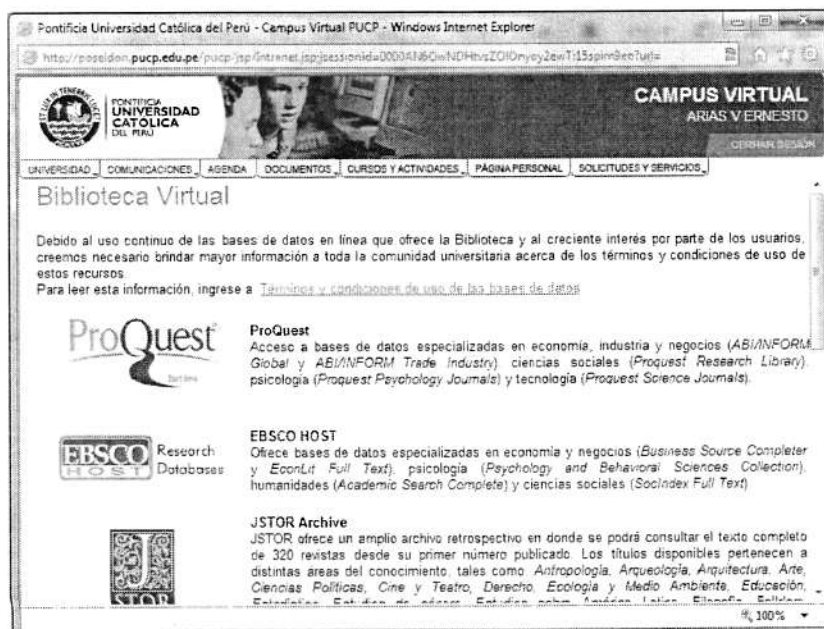 Pontificia Universidad Católica del Perú - Campus Virtual PUCP - Windows Internet Explorer
PONTIFICIA
UNIVERSIDAD
CATÓLICA
DEL PERÚ
CAMPUS VIRTUAL
ARIAS V ERNESTO
CERRAR SESIÓN
UNIVERSIDAD COMUNICACIONES AGENDA DOCUMENTOS CURSOS Y ACTIVIDADES PÁGINA PERSONAL SOLICITUDES Y SERVICIOS
Biblioteca Virtual
Debido al uso continuo de las bases de datos en línea que ofrece la Biblioteca y al creciente interés por parte de los usuarios,
creemos necesario brindar mayor información a toda la comunidad universitaria acerca de los términos y condiciones de uso de
estos recursos.
Para leer esta información, ingrese a Términos y condiciones de uso de las bases de datos
ProQuest
ProQuest
Acceso a bases de datos especializadas en economía, industria y negocios (ABI/INFORM
Global y ABI/INFORM Trade Industry), ciencias sociales (Proquest Research Library),
psicología (Proquest Psychology Journals) y tecnología (Proquest Science Journals).
EBSCO
HOST
Research
Databases
EBSCO HOST
Ofrece bases de datos especializadas en economía y negocios (Business Source Completer
y EconLit Full Text), psicología (Psychology and Behavioral Sciences Collection),
humanidades (Academic Search Complete) y ciencias sociales (SocIndex Full Text)
JSTOR
JSTOR Archive
JSTOR ofrece un amplio archivo retrospectivo en donde se podrá consultar el texto completo
de 320 revistas desde su primer número publicado. Los títulos disponibles pertenecen a
distintas áreas del conocimiento, tales como: Antropología, Arqueología, Arquitectura, Arte,
Ciencias Políticas, Cine y Teatro, Derecho, Ecología y Medio Ambiente, Educación,
100%